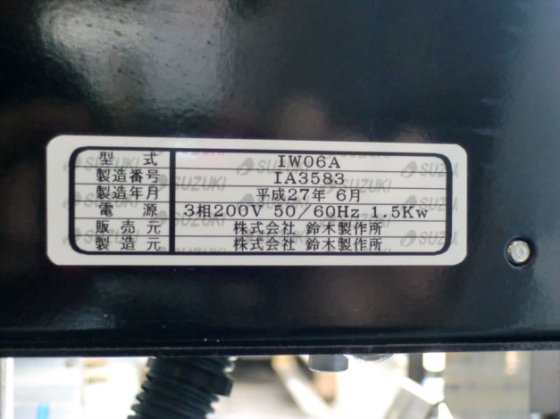 型式 IW06A
製造番号 IA3583
製造年月 平成27年 6月
電源 3相200V 50/60Hz 1.5Kw
販売元 株式会社 鈴木製作所
製造元 株式会社 鈴木製作所